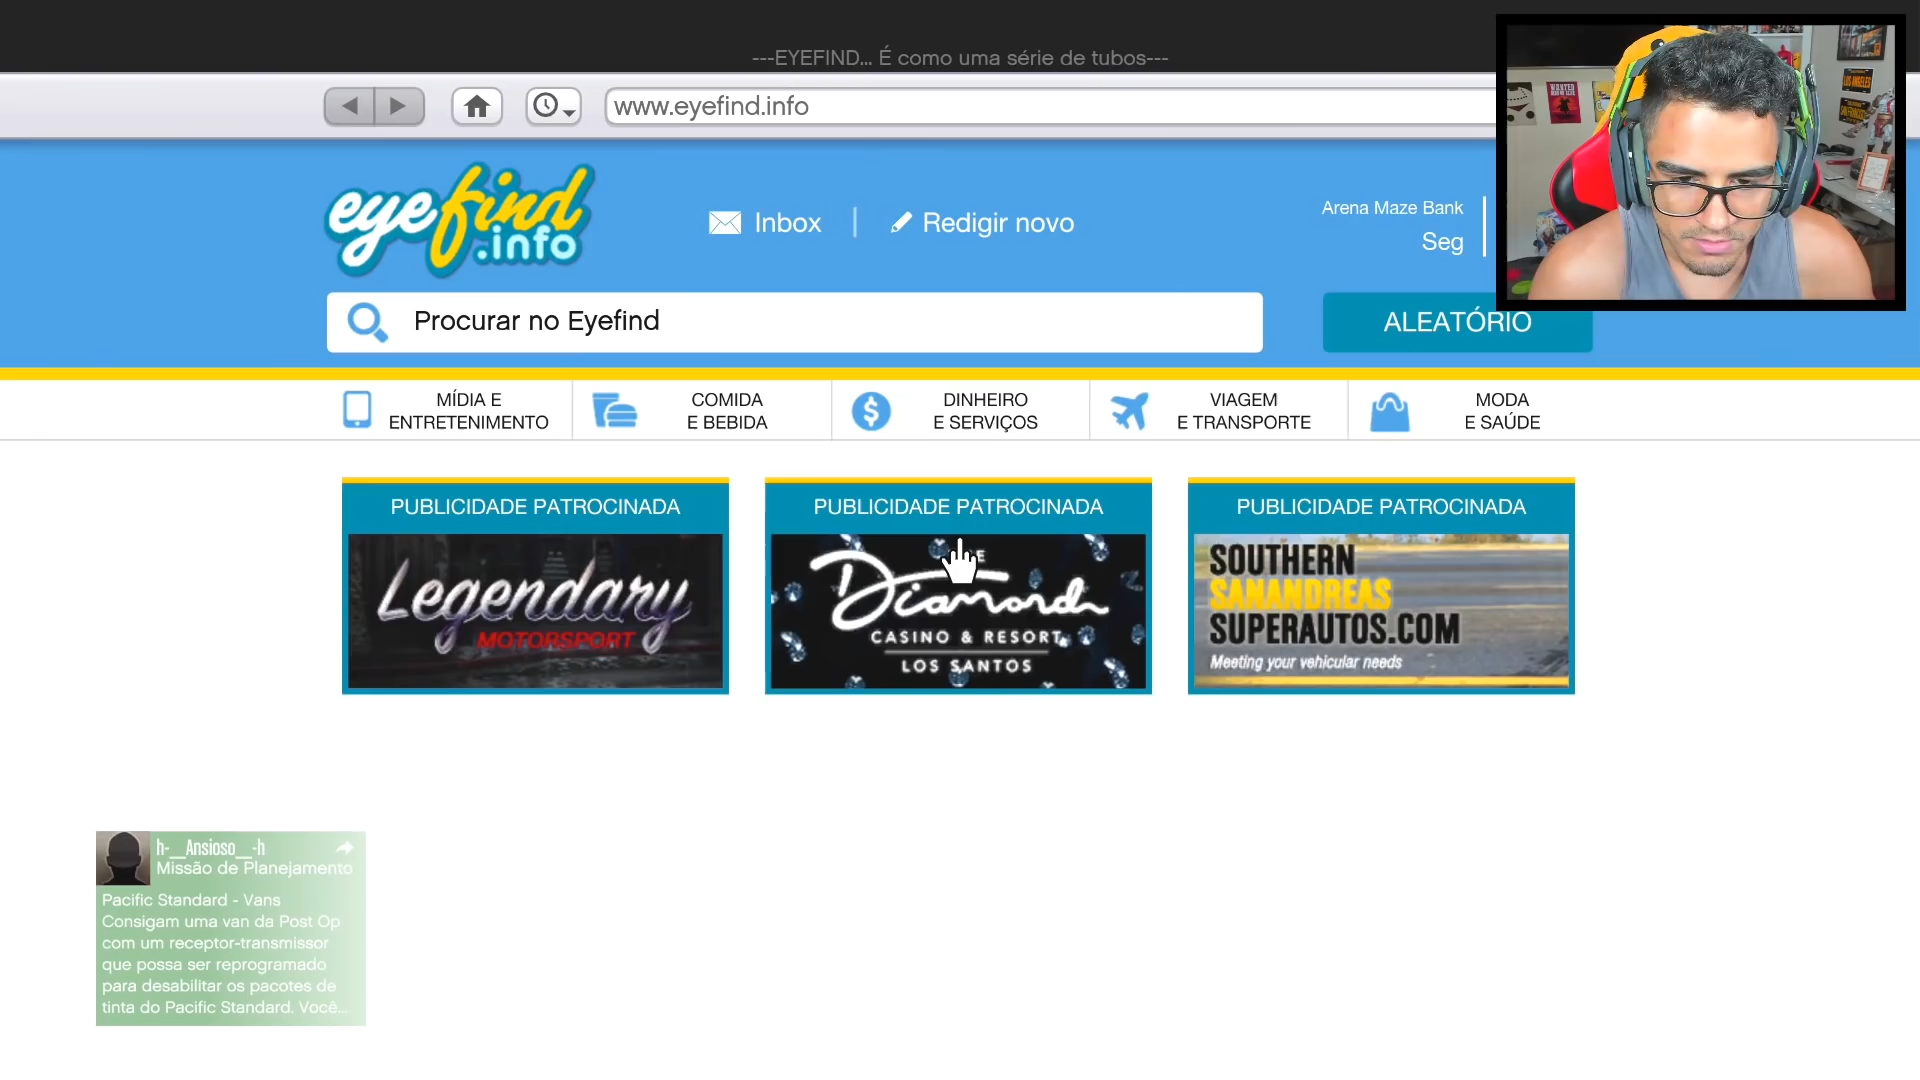 ---EYEFIND... É como uma série de tubos---
www.eyefind.info
eyefind
.info
Inbox
Redigir novo
Arena Maze Bank
Seg
Procurar no Eyefind
ALEATÓRIO
MÍDIA E
ENTRETENIMENTO
COMIDA
E BEBIDA
DINHEIRO
E SERVIÇOS
VIAGEM
E TRANSPORTE
MODA
E SAÚDE
PUBLICIDADE PATROCINADA
Legendary
MOTORSPORT
PUBLICIDADE PATROCINADA
Diamond
CASINO & RESORT
LOS SANTOS
PUBLICIDADE PATROCINADA
SOUTHERN
SANANDREAS
SUPERAUTOS.COM
Meeting your vehicular needs
h-__Ansioso__-h
Missão de Planejamento
Pacific Standard - Vans
Consigam uma van da Post Op
com um receptor-transmissor
que possa ser reprogramado
para desabilitar os pacotes de
tinta do Pacific Standard. Você...
WANTED
LOS ANGELES